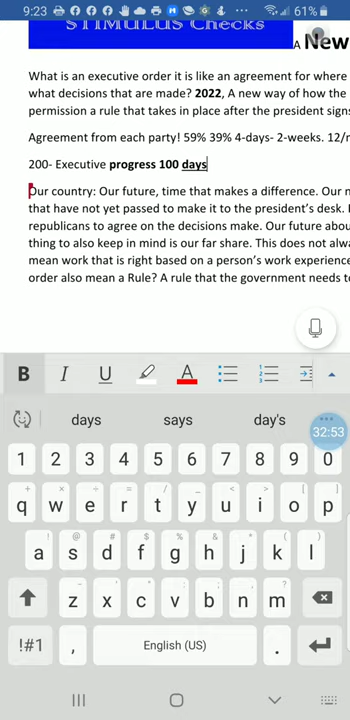 9:23 61%
STIMULUS Checks
A New
What is an executive order it is like an agreement for where
what decisions that are made? 2022, A new way of how the
permission a rule that takes in place after the president signs
Agreement from each party! 59% 39% 4-days- 2-weeks. 12/
200- Executive progress 100 days
Our country: Our future, time that makes a difference. Our
that have not yet passed to make it to the president's desk.
republicans to agree on the decisions make. Our future abou
thing to also keep in mind is our far share. This does not alwa
mean work that is right based on a person's work experience
order also mean a Rule? A rule that the government needs to
B I U A
days says day's
32:53
1 2 3 4 5 6 7 8 9 0
+ × ÷ = / _ < > [ ]
q w e r t y u i o p
! @ # $ % & * ( )
a s d f g h j k l
- ' " : ; , ?
z x c v b n m
!#1 , English (US) .